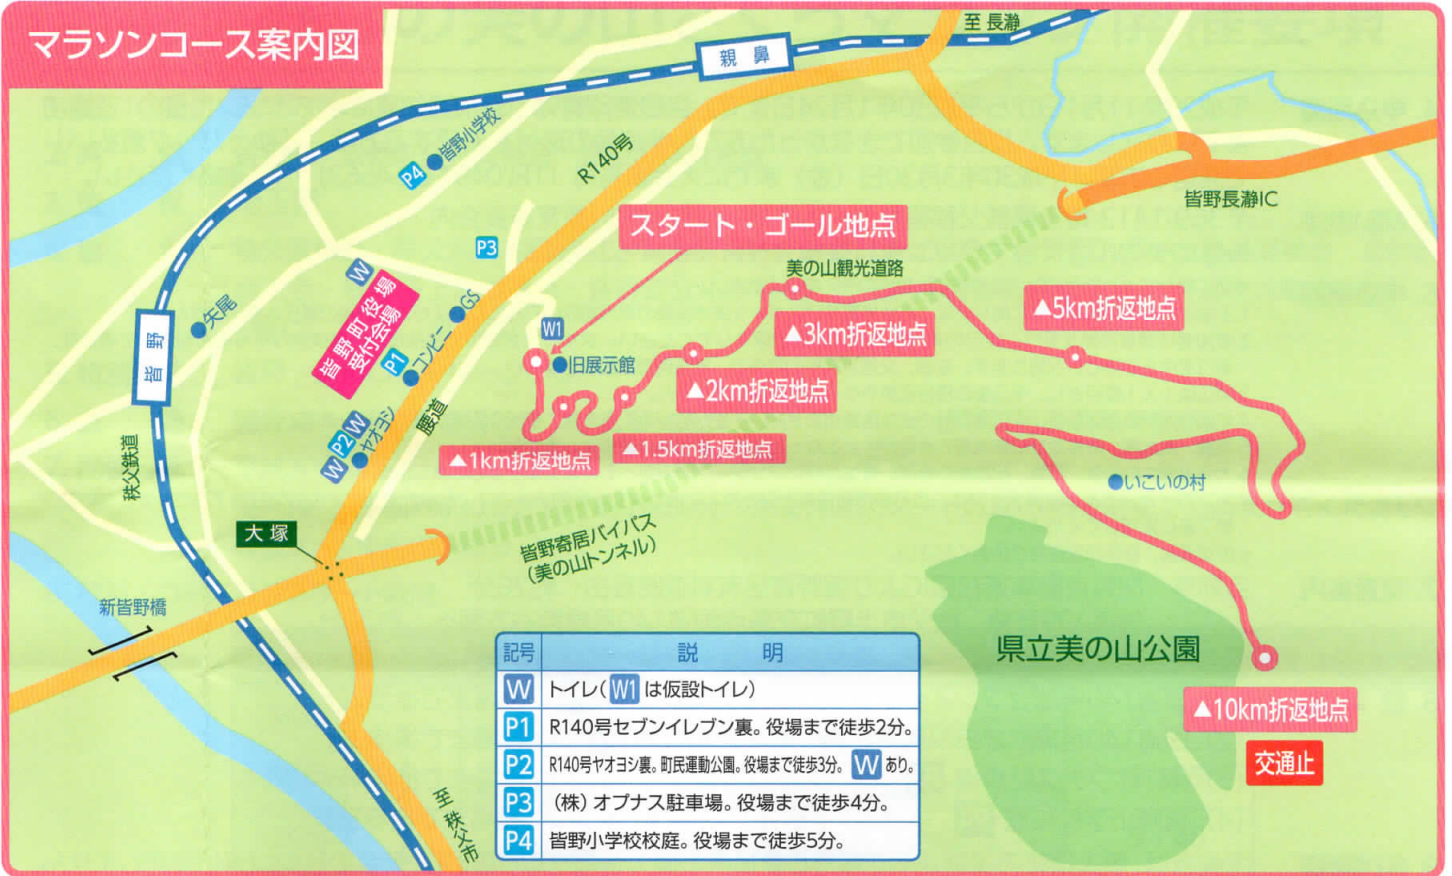 マラソンコース案内図
至 長瀞
親 鼻
皆野小学校
P4
R140号
皆野長瀞IC
スタート・ゴール地点
P3
W
美の山観光道路
皆野町役場
受付会場
GS
矢尾
▲5km折返地点
W1
▲3km折返地点
皆 野
コンビニ
P1
旧展示館
▲2km折返地点
腰道
W
P2
W
ヤオヨシ
▲1km折返地点
▲1.5km折返地点
秩父鉄道
いこいの村
大 塚
皆野寄居バイパス
(美の山トンネル)
新皆野橋
県立美の山公園
▲10km折返地点
交通止
至 秩父市
記号 説 明
W トイレ(W1は仮設トイレ)
P1 R140号セブンイレブン裏。役場まで徒歩2分。
P2 R140号ヤオヨシ裏。町民運動公園。役場まで徒歩3分。Wあり。
P3 (株)オプナス駐車場。役場まで徒歩4分。
P4 皆野小学校校庭。役場まで徒歩5分。